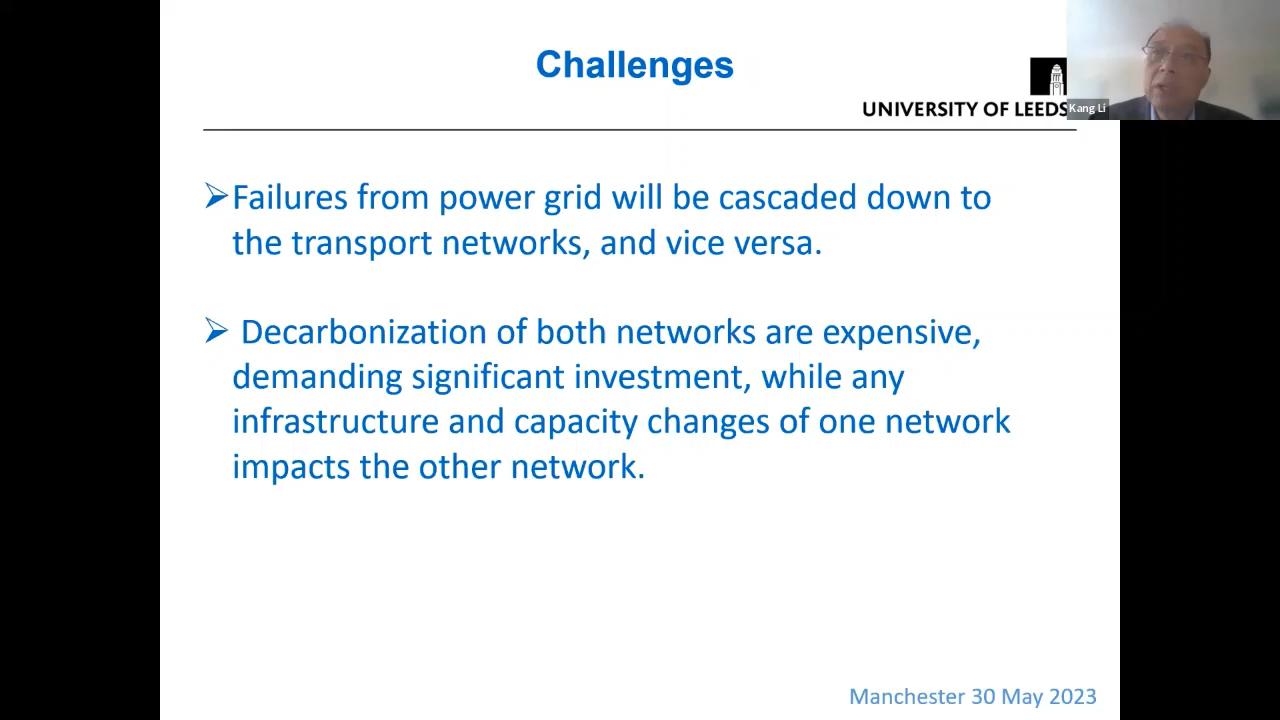 Challenges
UNIVERSITY OF LEEDS
Kang Li
➢Failures from power grid will be cascaded down to
the transport networks, and vice versa.
➢ Decarbonization of both networks are expensive,
demanding significant investment, while any
infrastructure and capacity changes of one network
impacts the other network.
Manchester 30 May 2023